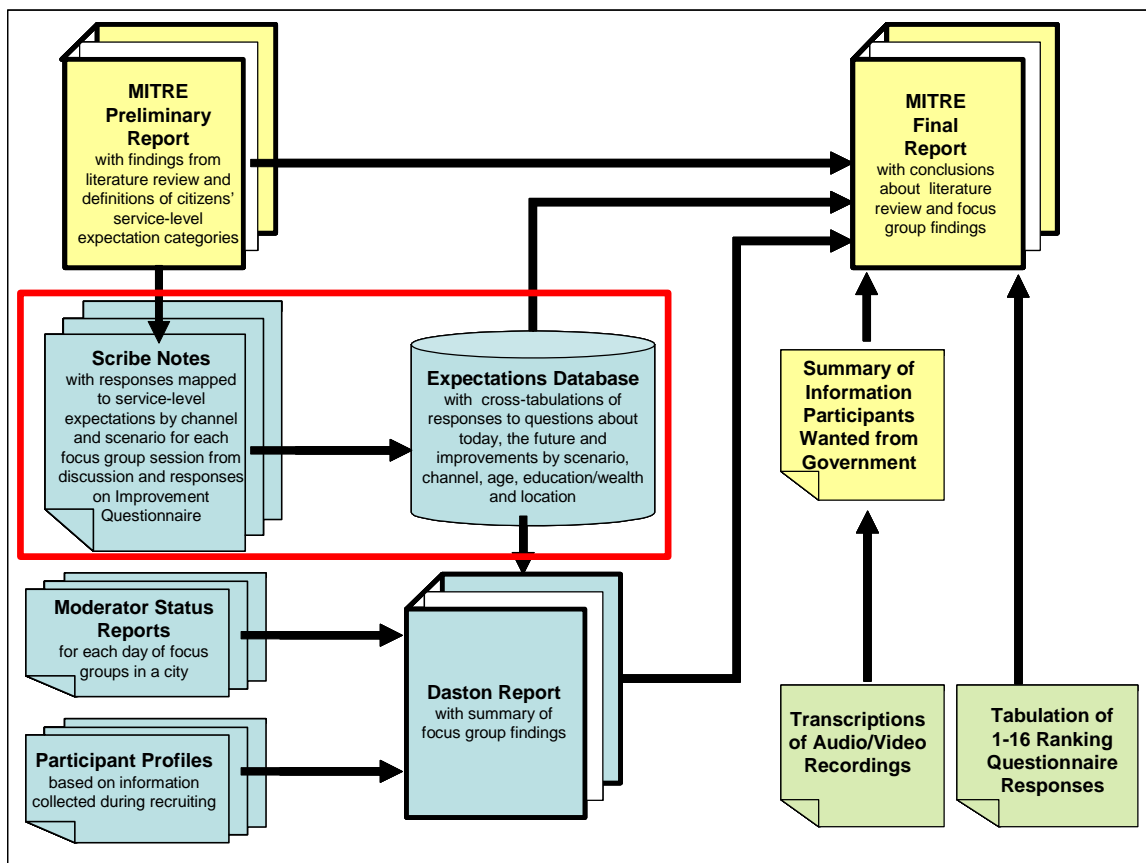 MITRE
Preliminary
Report
with findings from
literature review and
definitions of citizens'
service-level
expectation categories
MITRE
Final
Report
with conclusions
about literature
review and focus
group findings
Scribe Notes
with responses mapped
to service-level
expectations by channel
and scenario for each
focus group session from
discussion and responses
on Improvement
Questionnaire
Expectations Database
with cross-tabulations of
responses to questions about
today, the future and
improvements by scenario,
channel, age, education/wealth
and location
Summary of
Information
Participants
Wanted from
Government
Moderator Status
Reports
for each day of focus
groups in a city
Daston Report
with summary of
focus group findings
Participant Profiles
based on information
collected during recruiting
Transcriptions
of Audio/Video
Recordings
Tabulation of
1-16 Ranking
Questionnaire
Responses